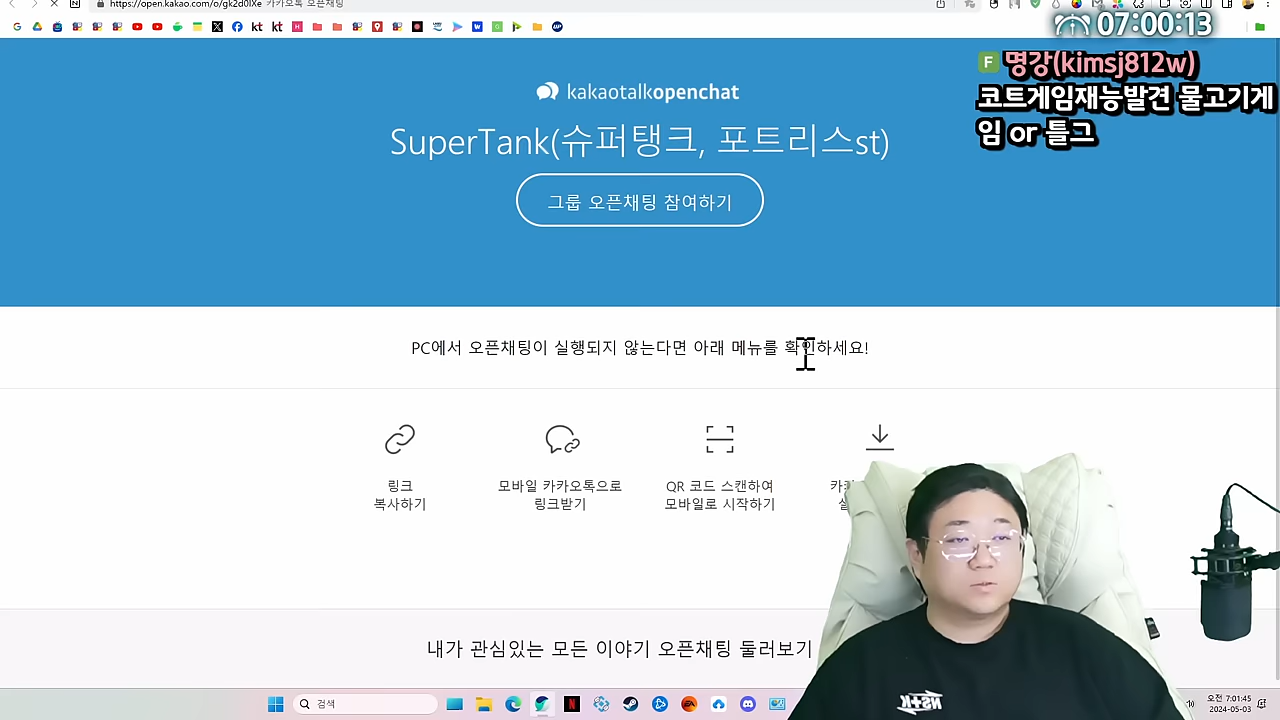 https://open.kakao.com/o/gk2d0lXe 카카오톡 오픈채팅
07:00:13
kt kt H
F 명강(kimsj812w)
코트게임재능발견 물고기게
임 or 틀그
kakaotalkopenchat
SuperTank(슈퍼탱크, 포트리스st)
그룹 오픈채팅 참여하기
PC에서 오픈채팅이 실행되지 않는다면 아래 메뉴를 확인하세요!
링크
복사하기
모바일 카카오톡으로
링크받기
QR 코드 스캔하여
모바일로 시작하기
내가 관심있는 모든 이야기 오픈채팅 둘러보기
검색
오전 7:01:45
2024-05-03